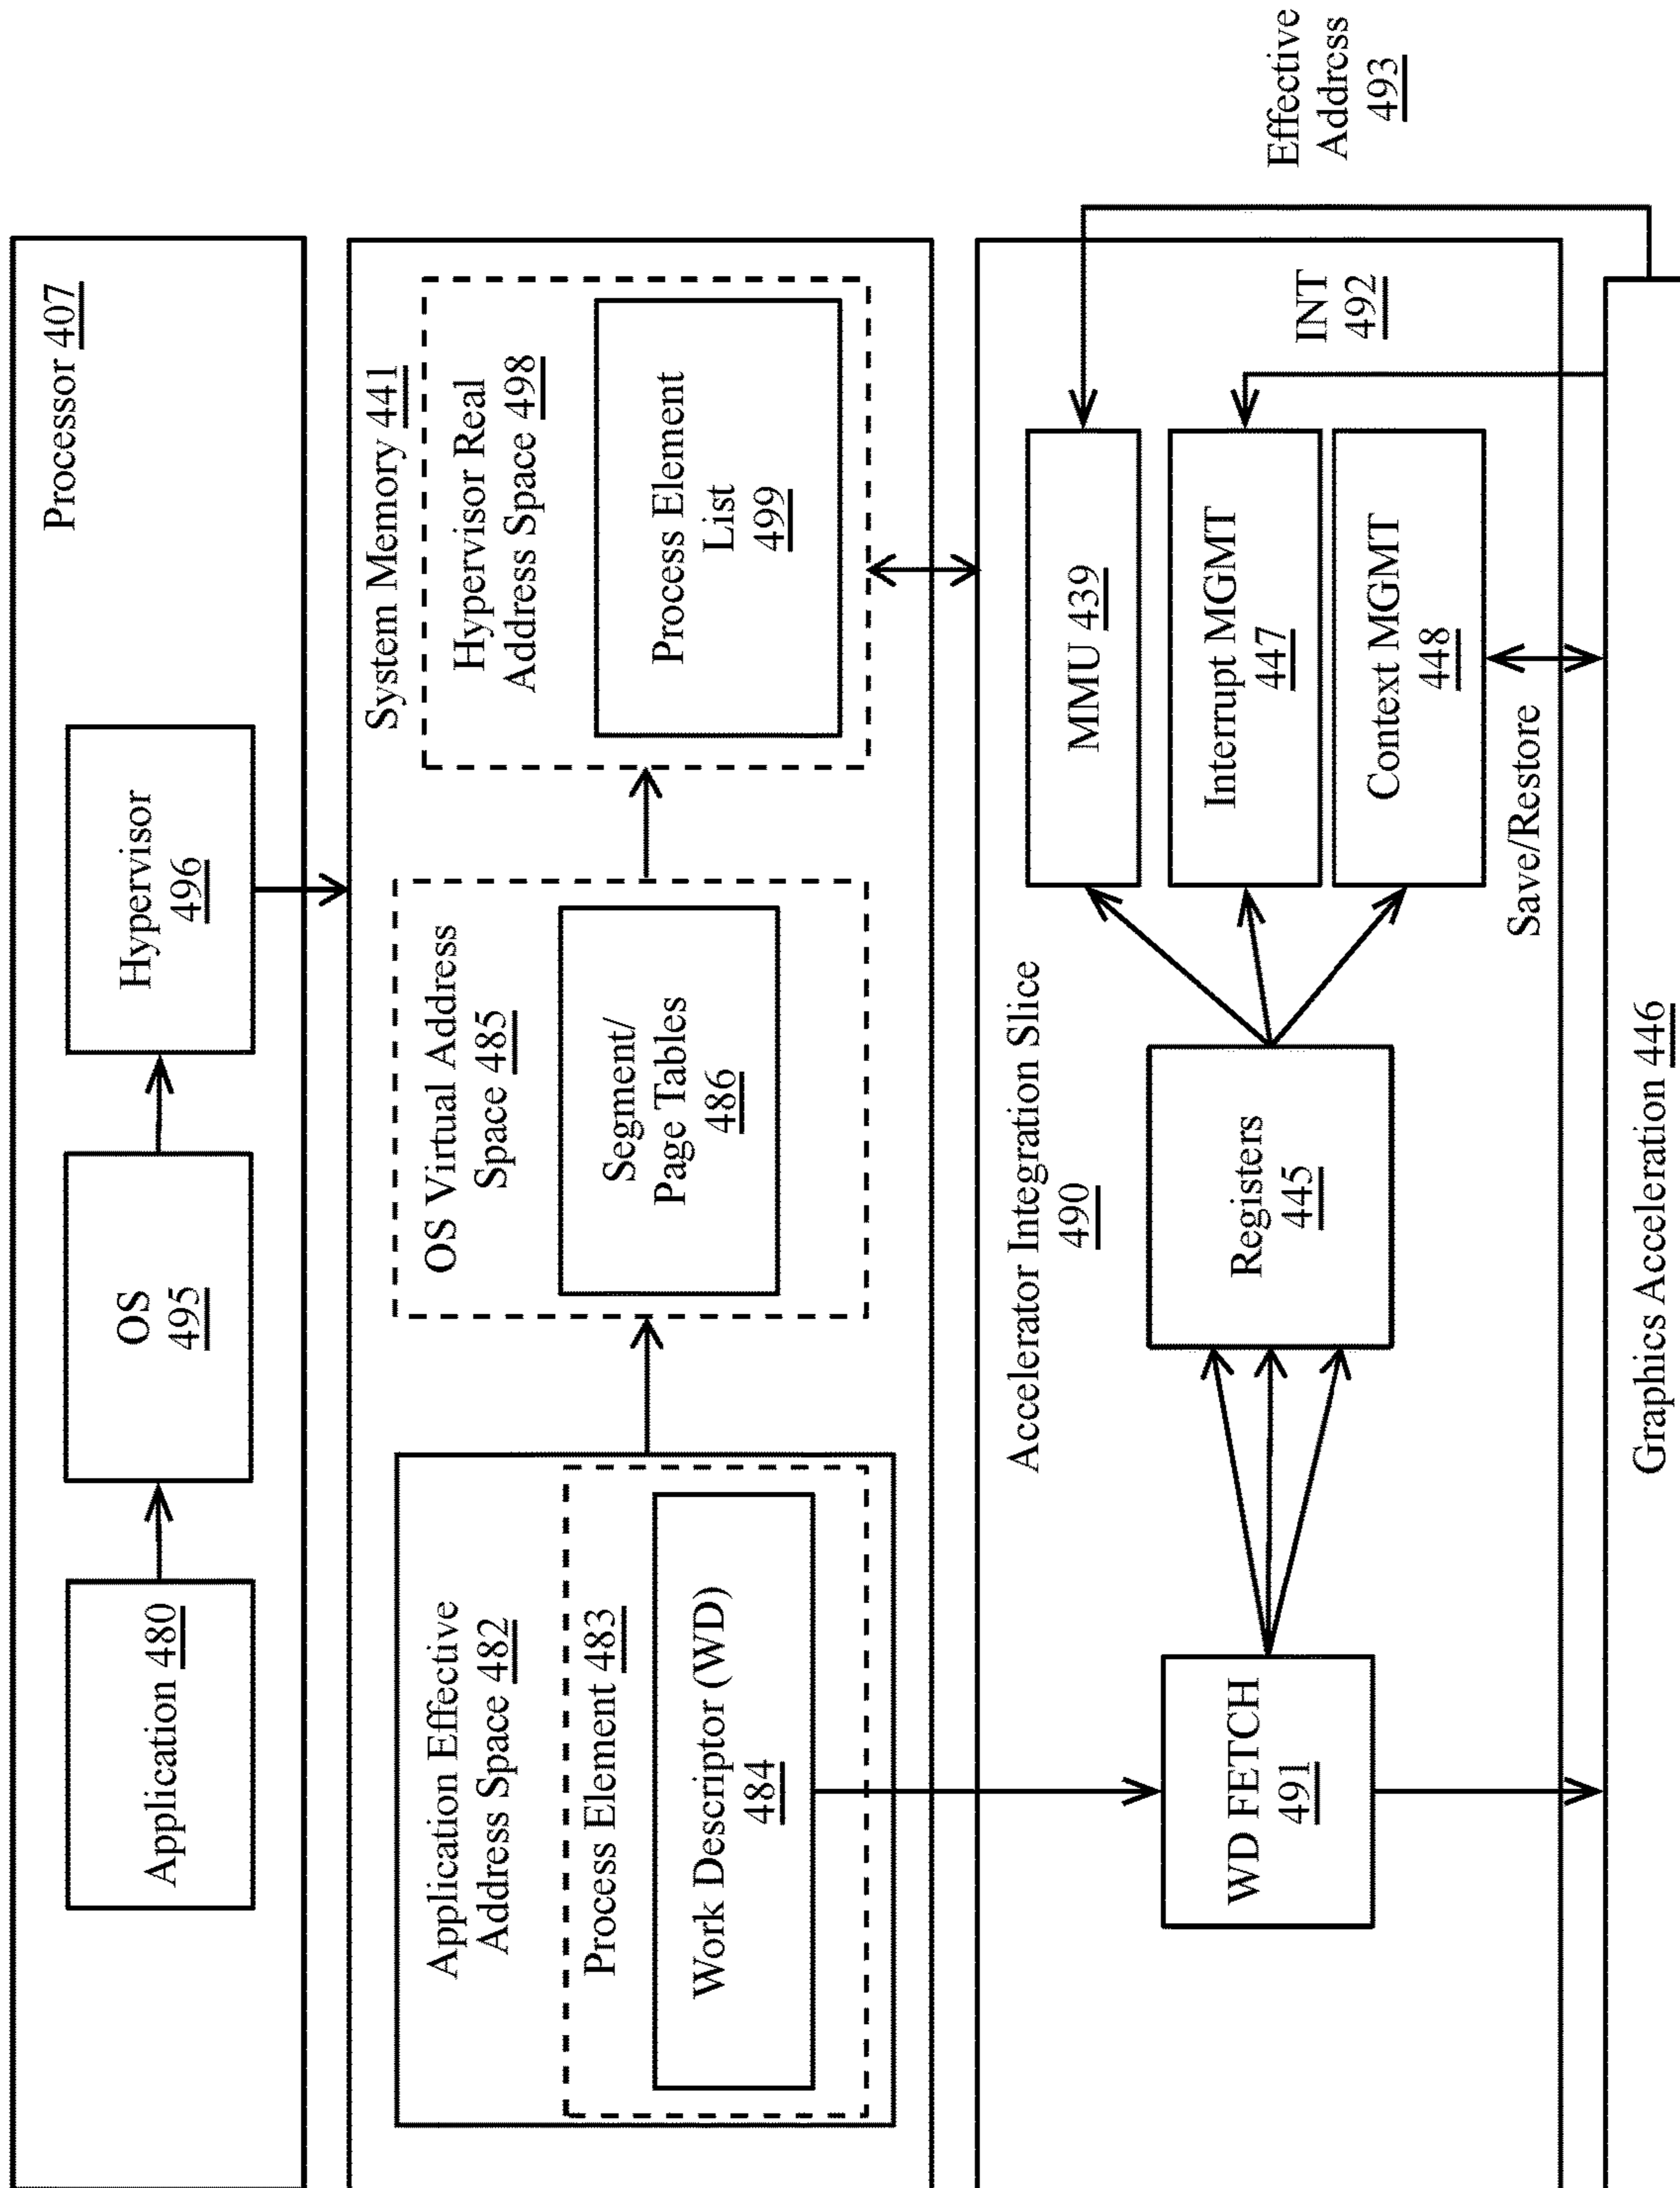 Processor 407
Application 480
OS
495
Hypervisor
496
System Memory 441
Application Effective
Address Space 482
Process Element 483
Work Descriptor (WD)
484
OS Virtual Address
Space 485
Segment/
Page Tables
486
Hypervisor Real
Address Space 498
Process Element
List
499
Accelerator Integration Slice
490
WD FETCH
491
Registers
445
MMU 439
Interrupt MGMT
447
Context MGMT
448
INT
492
Effective
Address
493
Save/Restore
Graphics Acceleration 446